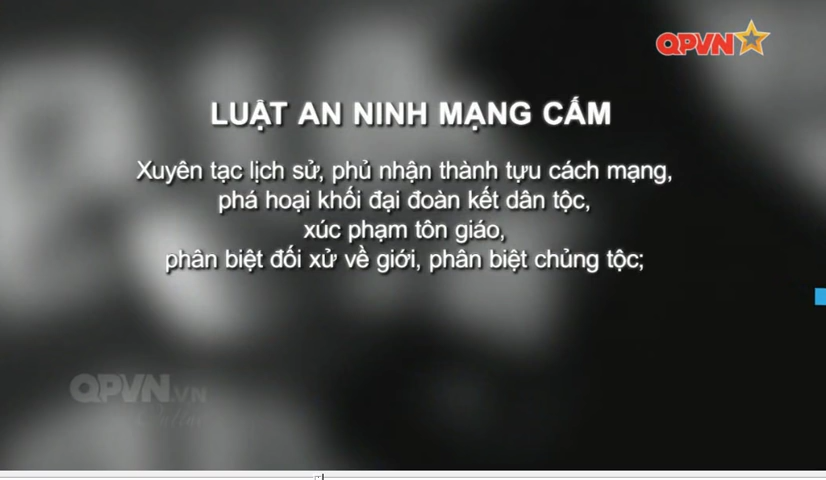 QPVN
LUẬT AN NINH MẠNG CẤM
Xuyên tạc lịch sử, phủ nhận thành tựu cách mạng,
phá hoại khối đại đoàn kết dân tộc,
xúc phạm tôn giáo,
phân biệt đối xử về giới, phân biệt chủng tộc;
QPVN.VN
Online